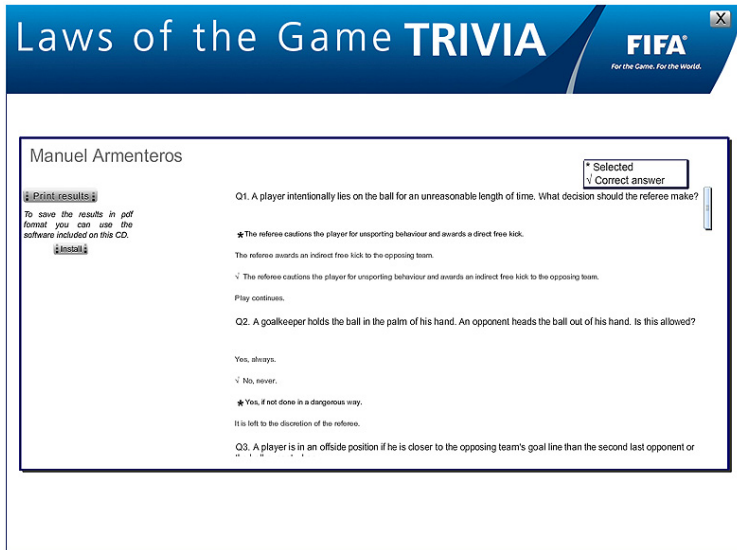 Laws of the Game TRIVIA
FIFA®
For the Game. For the World.
X
Manuel Armenteros
* Selected
√ Correct answer
Print results
To save the results in pdf
format you can use the
software included on this CD.
Install
Q1. A player intentionally lies on the ball for an unreasonable length of time. What decision should the referee make?
* The referee cautions the player for unsporting behaviour and awards a direct free kick.
The referee awards an indirect free kick to the opposing team.
√ The referee cautions the player for unsporting behaviour and awards an indirect free kick to the opposing team.
Play continues.
Q2. A goalkeeper holds the ball in the palm of his hand. An opponent heads the ball out of his hand. Is this allowed?
Yes, always.
√ No, never.
* Yes, if not done in a dangerous way.
It is left to the discretion of the referee.
Q3. A player is in an offside position if he is closer to the opposing team's goal line than the second last opponent or